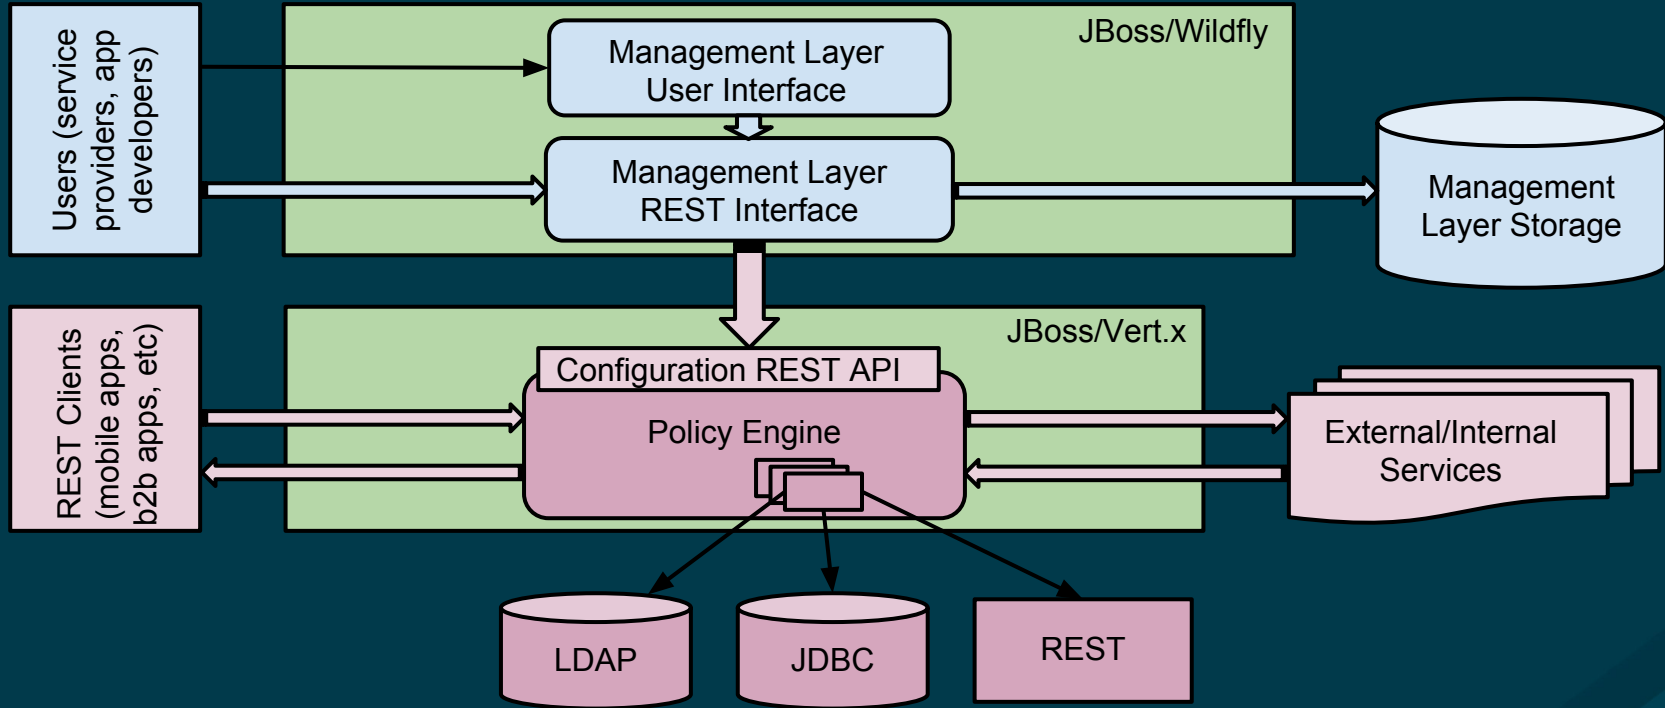 Users (service
providers, app
developers)
Management Layer
User Interface
JBoss/Wildfly
Management Layer
REST Interface
Management
Layer Storage
REST Clients
(mobile apps,
b2b apps, etc)
JBoss/Vert.x
Configuration REST API
Policy Engine
External/Internal
Services
LDAP
JDBC
REST